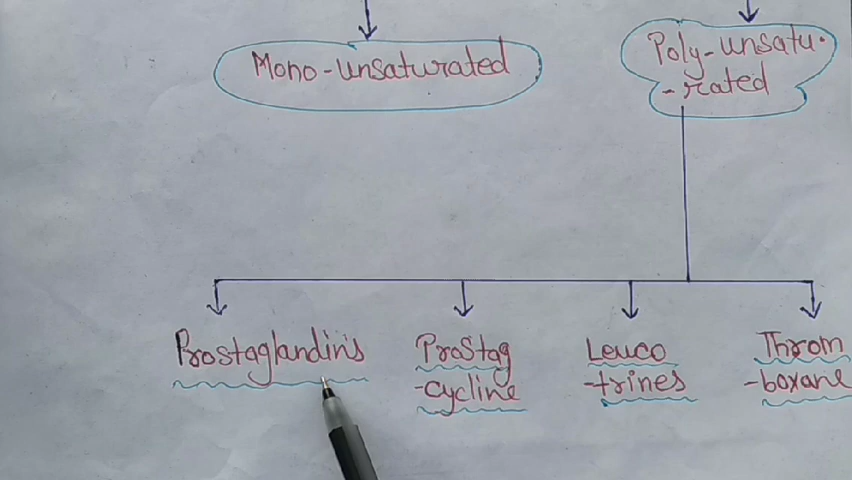 Mono-unsaturated
Poly-unsatu-
-rated
Prostaglandins
Prostag
-cycline
Leuco
-trines
Throm
-boxane